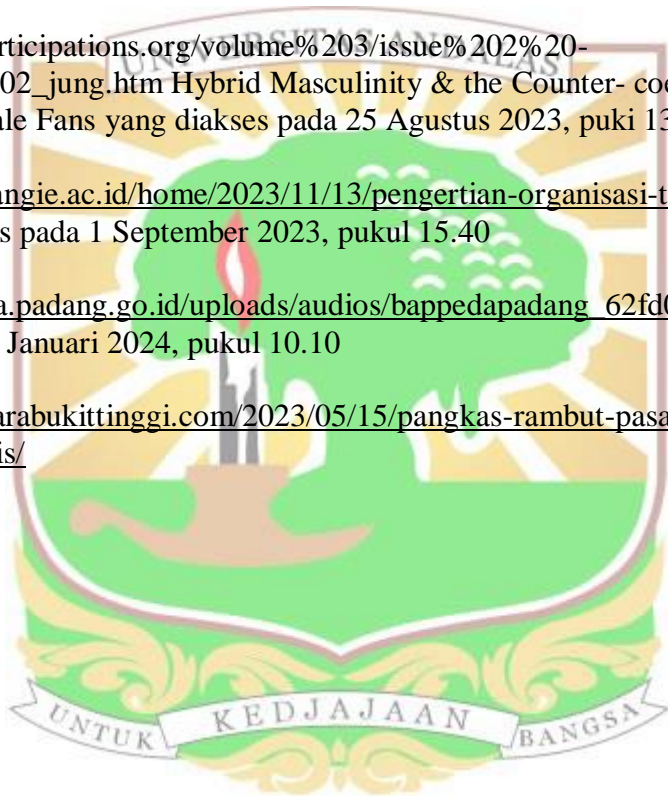 rticipations.org/volume%203/issue%202%20-
UNIVERSITAS ANDALAS
02_jung.htm Hybrid Masculinity & the Counter- coe
ale Fans yang diakses pada 25 Agustus 2023, puki 13
angie.ac.id/home/2023/11/13/pengertian-organisasi-t
s pada 1 September 2023, pukul 15.40
a.padang.go.id/uploads/audios/bappedapadang_62fd0
Januari 2024, pukul 10.10
arabukittinggi.com/2023/05/15/pangkas-rambut-pasa
is/
UNTUK KEDJAJAAN BANGSA